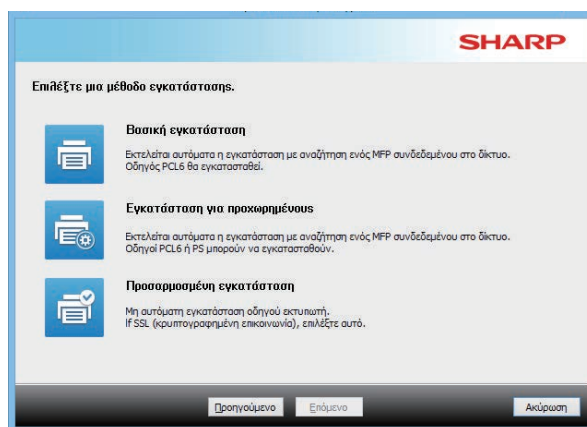 SHARP
Επιλέξτε μια μέθοδο εγκατάστασης.
Βασική εγκατάσταση
Εκτελείται αυτόματα η εγκατάσταση με αναζήτηση ενός MFP συνδεδεμένου στο δίκτυο.
Οδηγός PCL6 θα εγκατασταθεί.
Εγκατάσταση για προχωρημένους
Εκτελείται αυτόματα η εγκατάσταση με αναζήτηση ενός MFP συνδεδεμένου στο δίκτυο.
Οδηγοί PCL6 ή PS μπορούν να εγκατασταθούν.
Προσαρμοσμένη εγκατάσταση
Μη αυτόματη εγκατάσταση οδηγού εκτυπωτή.
If SSL (κρυπτογραφημένη επικοινωνία), επιλέξτε αυτό.
Προηγούμενο Επόμενο Ακύρωση